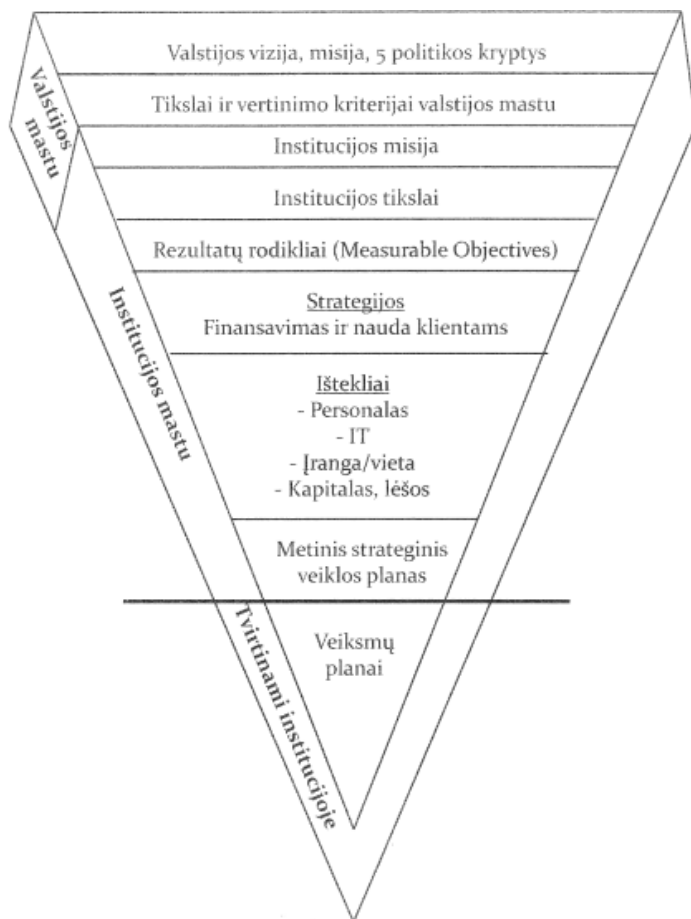 Valstijos vizija, misija, 5 politikos kryptys
Tikslai ir vertinimo kriterijai valstijos mastu
Valstijos
mastu
Institucijos misija
Institucijos tikslai
Rezultatų rodikliai (Measurable Objectives)
Strategijos
Finansavimas ir nauda klientams
Institucijos mastu
Ištekliai
- Personalas
- IT
- Įranga/vieta
- Kapitalas, lėšos
Metinis strateginis
veiklos planas
Tvirtinami institucijoje
Veiksmų
planai